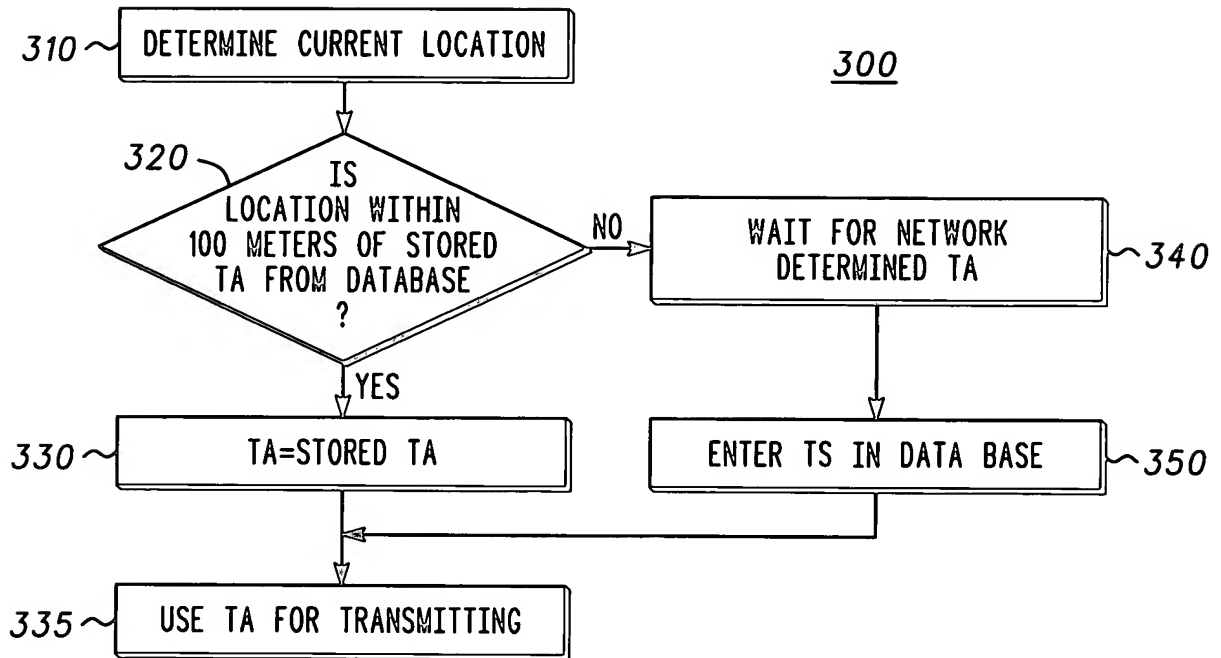 310
DETERMINE CURRENT LOCATION
300
320
IS
LOCATION WITHIN
100 METERS OF STORED
TA FROM DATABASE
?
NO
WAIT FOR NETWORK
DETERMINED TA
340
YES
330
TA=STORED TA
ENTER TS IN DATA BASE
350
335
USE TA FOR TRANSMITTING